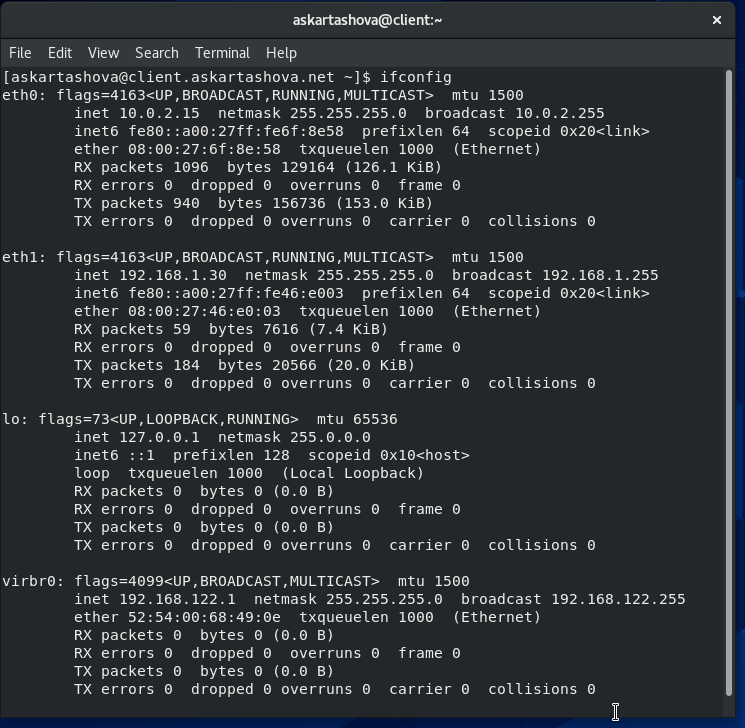 askartashova@client:~
File Edit View Search Terminal Help
[askartashova@client.askartashova.net ~]$ ifconfig
eth0: flags=4163<UP,BROADCAST,RUNNING,MULTICAST>  mtu 1500
        inet 10.0.2.15  netmask 255.255.255.0  broadcast 10.0.2.255
        inet6 fe80::a00:27ff:fe6f:8e58  prefixlen 64  scopeid 0x20<link>
        ether 08:00:27:6f:8e:58  txqueuelen 1000  (Ethernet)
        RX packets 1096  bytes 129164 (126.1 KiB)
        RX errors 0  dropped 0  overruns 0  frame 0
        TX packets 940  bytes 156736 (153.0 KiB)
        TX errors 0  dropped 0 overruns 0  carrier 0  collisions 0

eth1: flags=4163<UP,BROADCAST,RUNNING,MULTICAST>  mtu 1500
        inet 192.168.1.30  netmask 255.255.255.0  broadcast 192.168.1.255
        inet6 fe80::a00:27ff:fe46:e003  prefixlen 64  scopeid 0x20<link>
        ether 08:00:27:46:e0:03  txqueuelen 1000  (Ethernet)
        RX packets 59  bytes 7616 (7.4 KiB)
        RX errors 0  dropped 0  overruns 0  frame 0
        TX packets 184  bytes 20566 (20.0 KiB)
        TX errors 0  dropped 0 overruns 0  carrier 0  collisions 0

lo: flags=73<UP,LOOPBACK,RUNNING>  mtu 65536
        inet 127.0.0.1  netmask 255.0.0.0
        inet6 ::1  prefixlen 128  scopeid 0x10<host>
        loop  txqueuelen 1000  (Local Loopback)
        RX packets 0  bytes 0 (0.0 B)
        RX errors 0  dropped 0  overruns 0  frame 0
        TX packets 0  bytes 0 (0.0 B)
        TX errors 0  dropped 0 overruns 0  carrier 0  collisions 0

virbr0: flags=4099<UP,BROADCAST,MULTICAST>  mtu 1500
        inet 192.168.122.1  netmask 255.255.255.0  broadcast 192.168.122.255
        ether 52:54:00:68:49:0e  txqueuelen 1000  (Ethernet)
        RX packets 0  bytes 0 (0.0 B)
        RX errors 0  dropped 0  overruns 0  frame 0
        TX packets 0  bytes 0 (0.0 B)
        TX errors 0  dropped 0 overruns 0  carrier 0  collisions 0